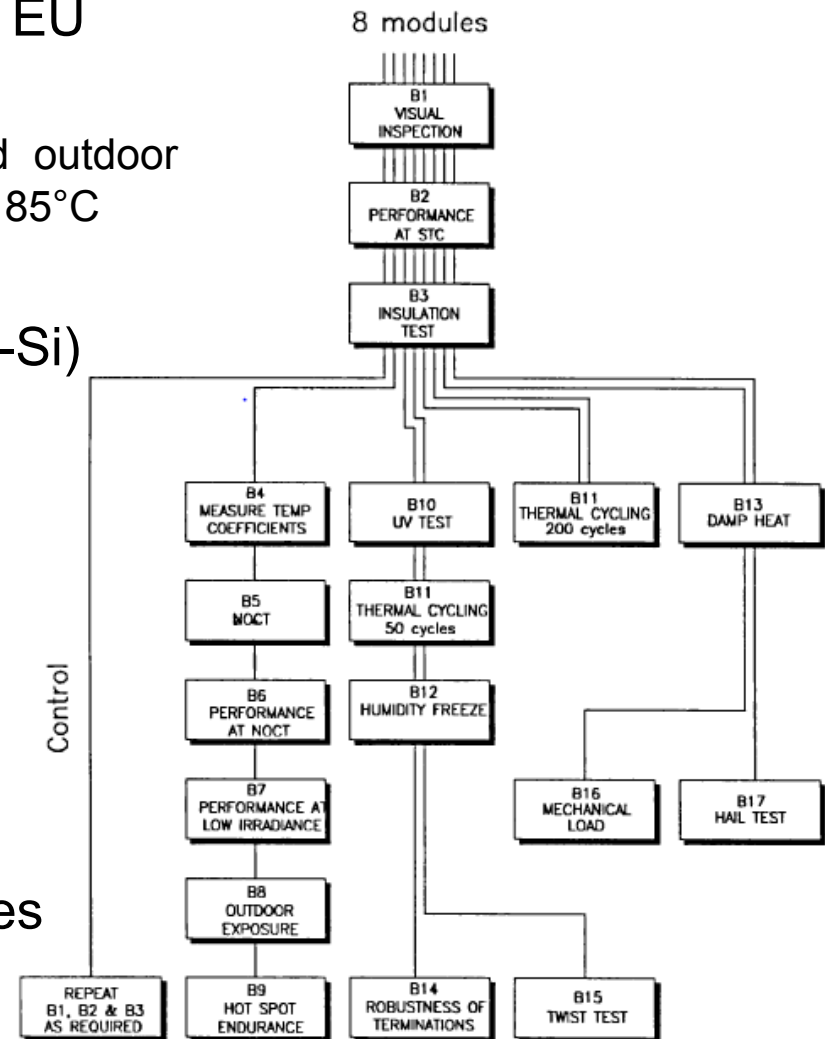 EU
d outdoor
85°C
-Si)
es
8 modules
B1
VISUAL
INSPECTION
B2
PERFORMANCE
AT STC
B3
INSULATION
TEST
Control
B4
MEASURE TEMP
COEFFICIENTS
B10
UV TEST
B11
THERMAL CYCLING
200 cycles
B13
DAMP HEAT
B5
NOCT
B11
THERMAL CYCLING
50 cycles
B6
PERFORMANCE
AT NOCT
B12
HUMIDITY FREEZE
B7
PERFORMANCE AT
LOW IRRADIANCE
B16
MECHANICAL
LOAD
B17
HAIL TEST
B8
OUTDOOR
EXPOSURE
REPEAT
B1, B2 & B3
AS REQUIRED
B9
HOT SPOT
ENDURANCE
B14
ROBUSTNESS OF
TERMINATIONS
B15
TWIST TEST